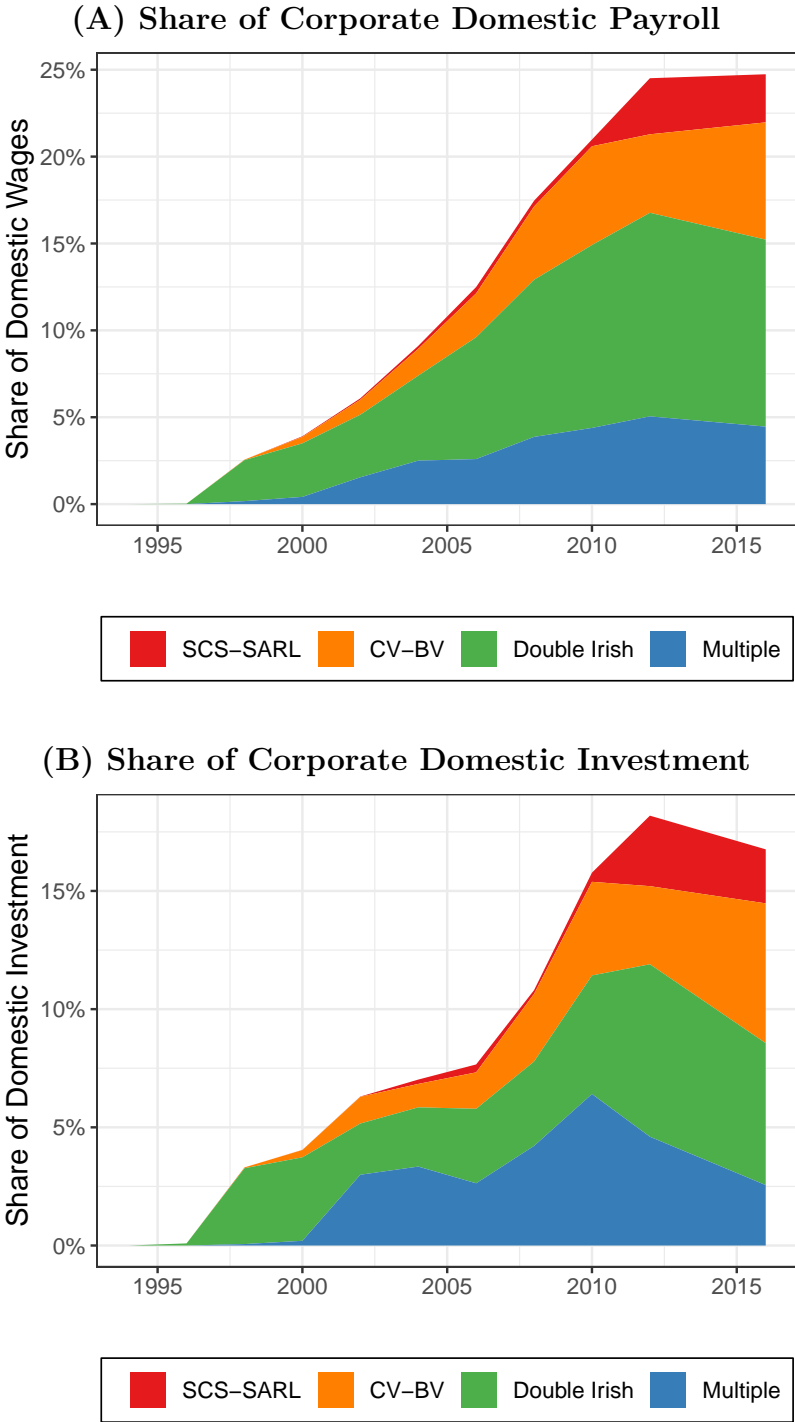 (A) Share of Corporate Domestic Payroll
Share of Domestic Wages
25%
20%
15%
10%
5%
0%
1995 2000 2005 2010 2015
SCS−SARL CV−BV Double Irish Multiple
(B) Share of Corporate Domestic Investment
Share of Domestic Investment
15%
10%
5%
0%
1995 2000 2005 2010 2015
SCS−SARL CV−BV Double Irish Multiple